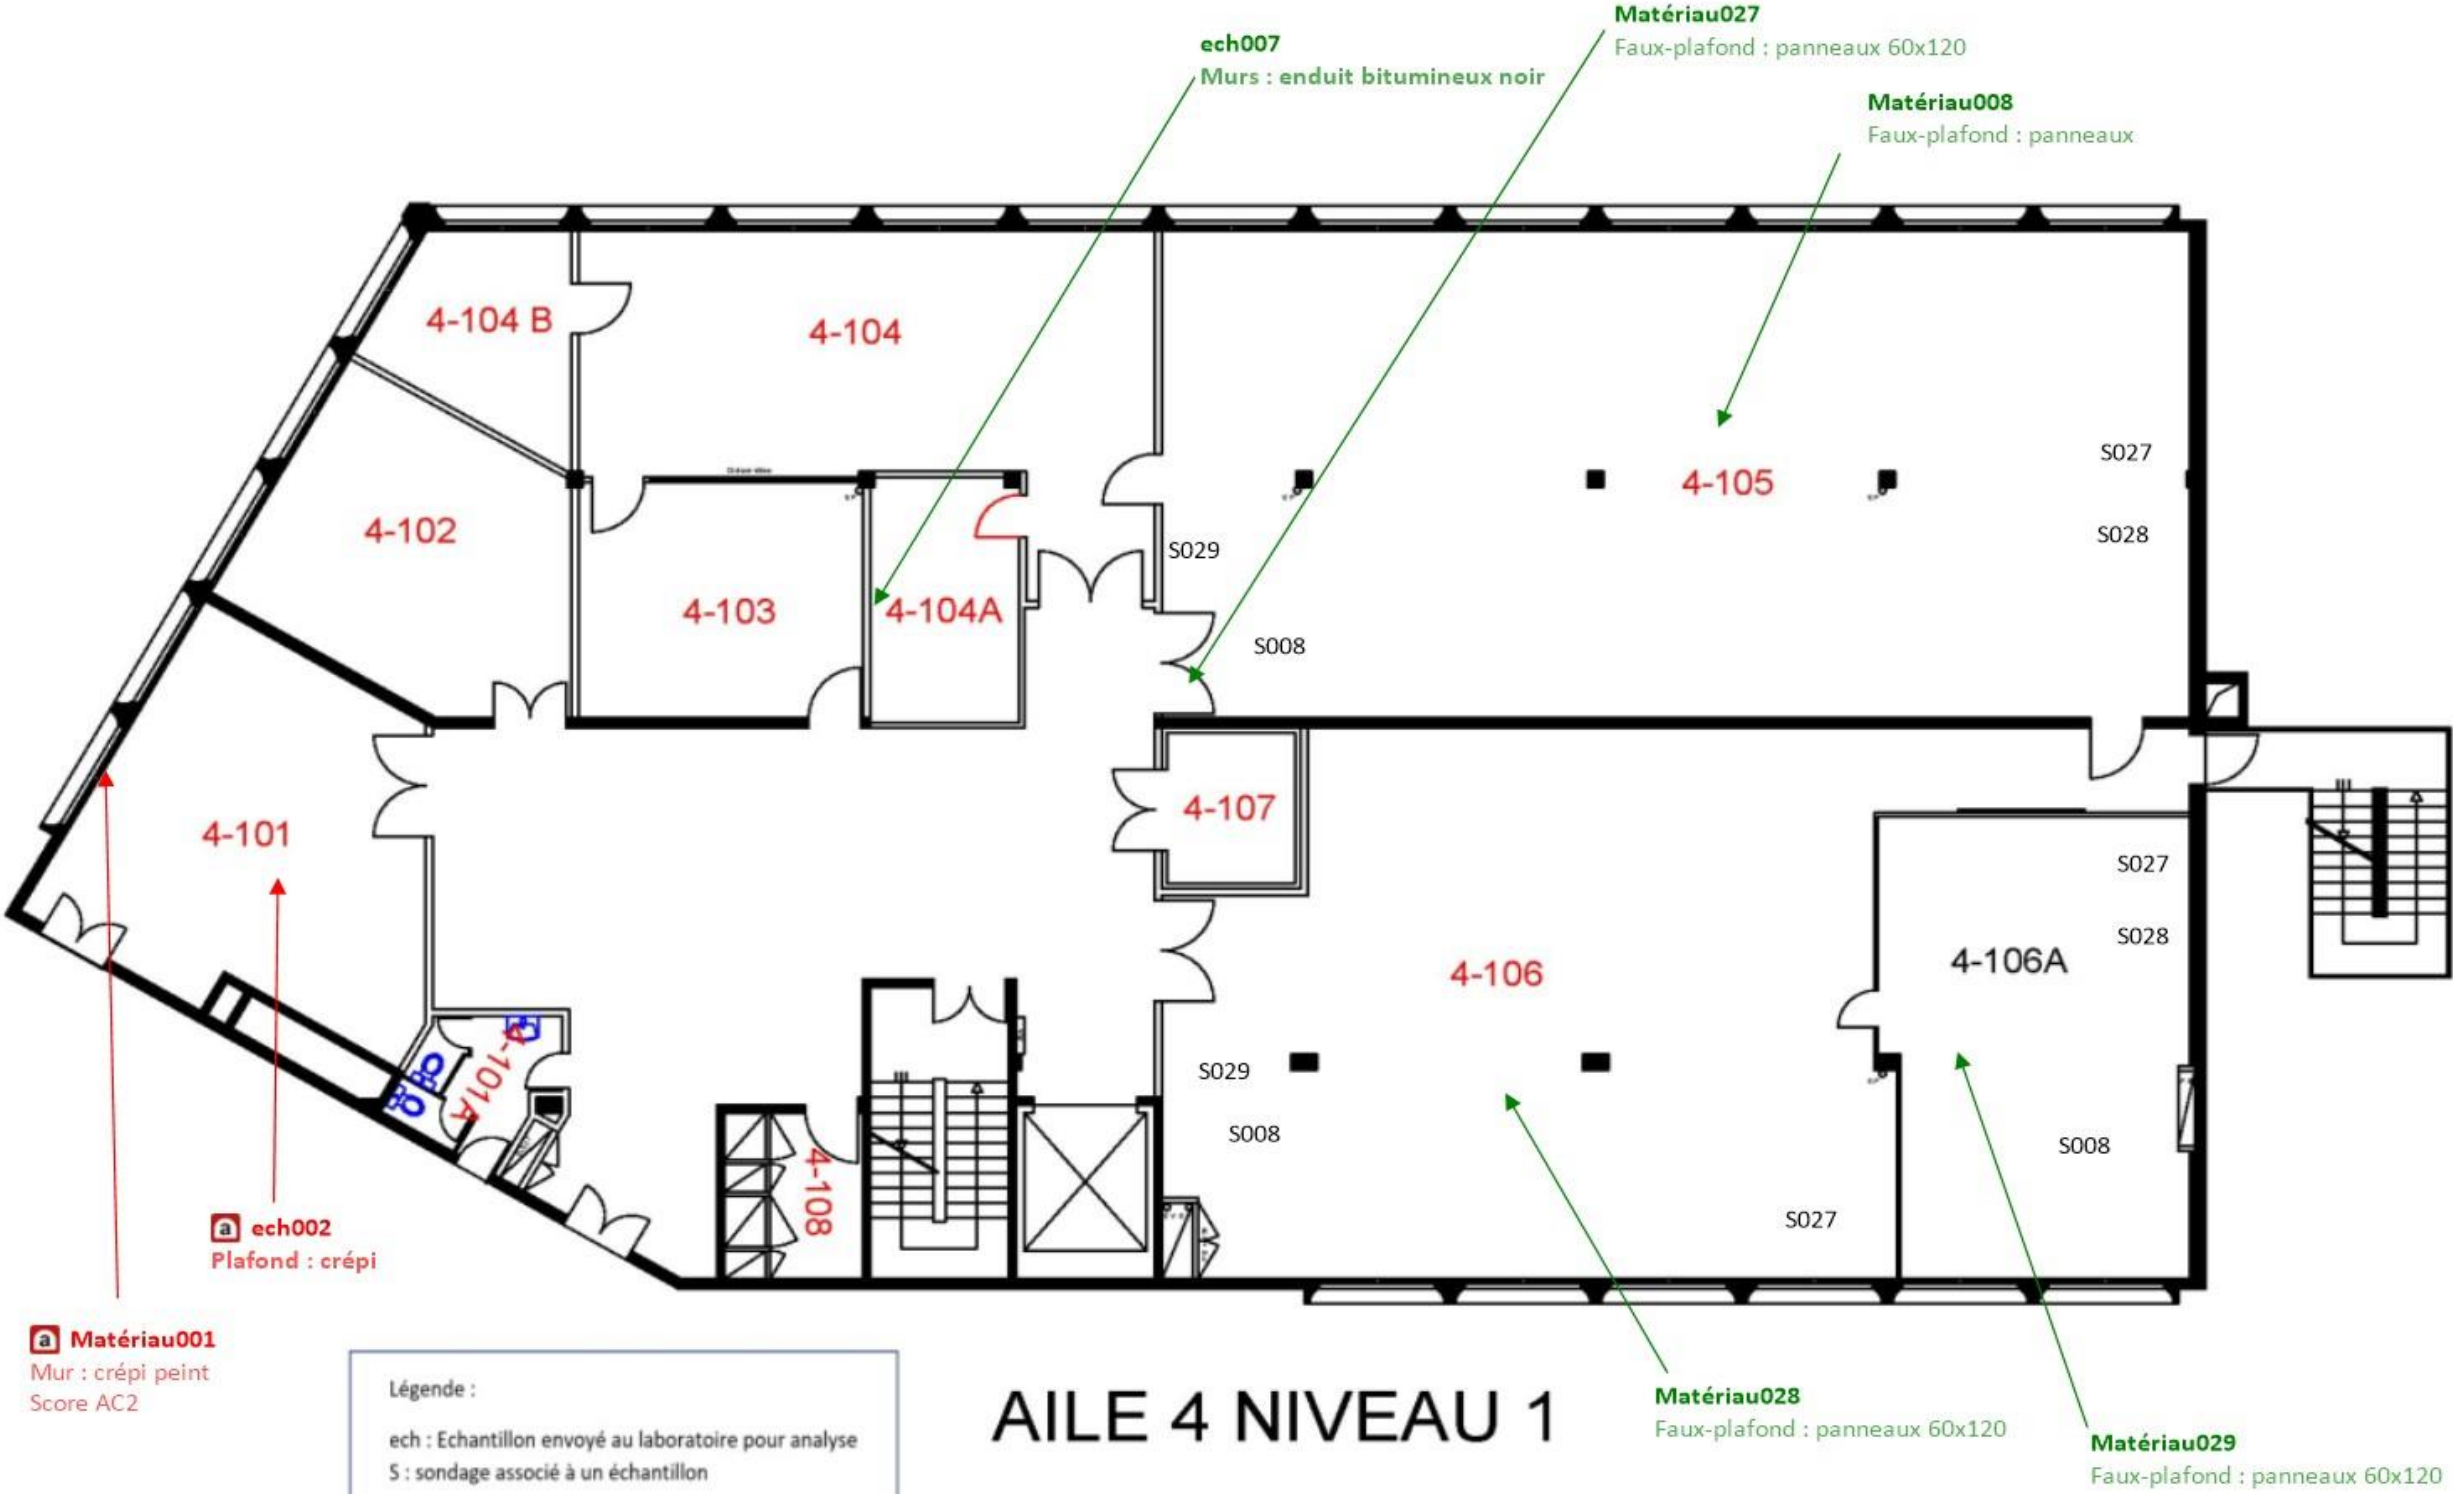 Matériau027
Faux-plafond : panneaux 60x120
ech007
Murs : enduit bitumineux noir
Matériau008
Faux-plafond : panneaux
4-104 B
4-104
4-105
S027
S028
4-102
4-103
4-104A
S029
S008
4-101
4-107
S027
S028
4-106
4-106A
4-101A
S029
S008
S008
4-108
S027
a ech002
Plafond : crépi
a Matériau001
Mur : crépi peint
Score AC2
Légende :
ech : Echantillon envoyé au laboratoire pour analyse
S : sondage associé à un échantillon
AILE 4 NIVEAU 1
Matériau028
Faux-plafond : panneaux 60x120
Matériau029
Faux-plafond : panneaux 60x120